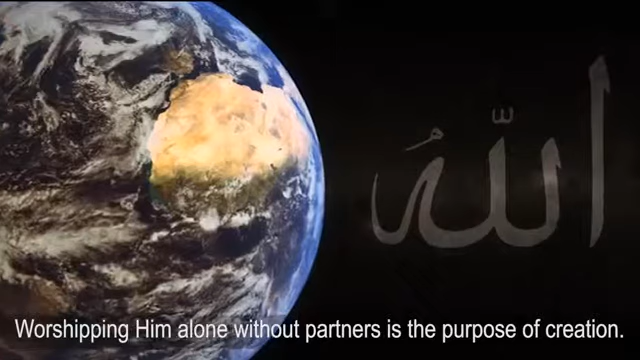 اللهُ
Worshipping Him alone without partners is the purpose of creation.